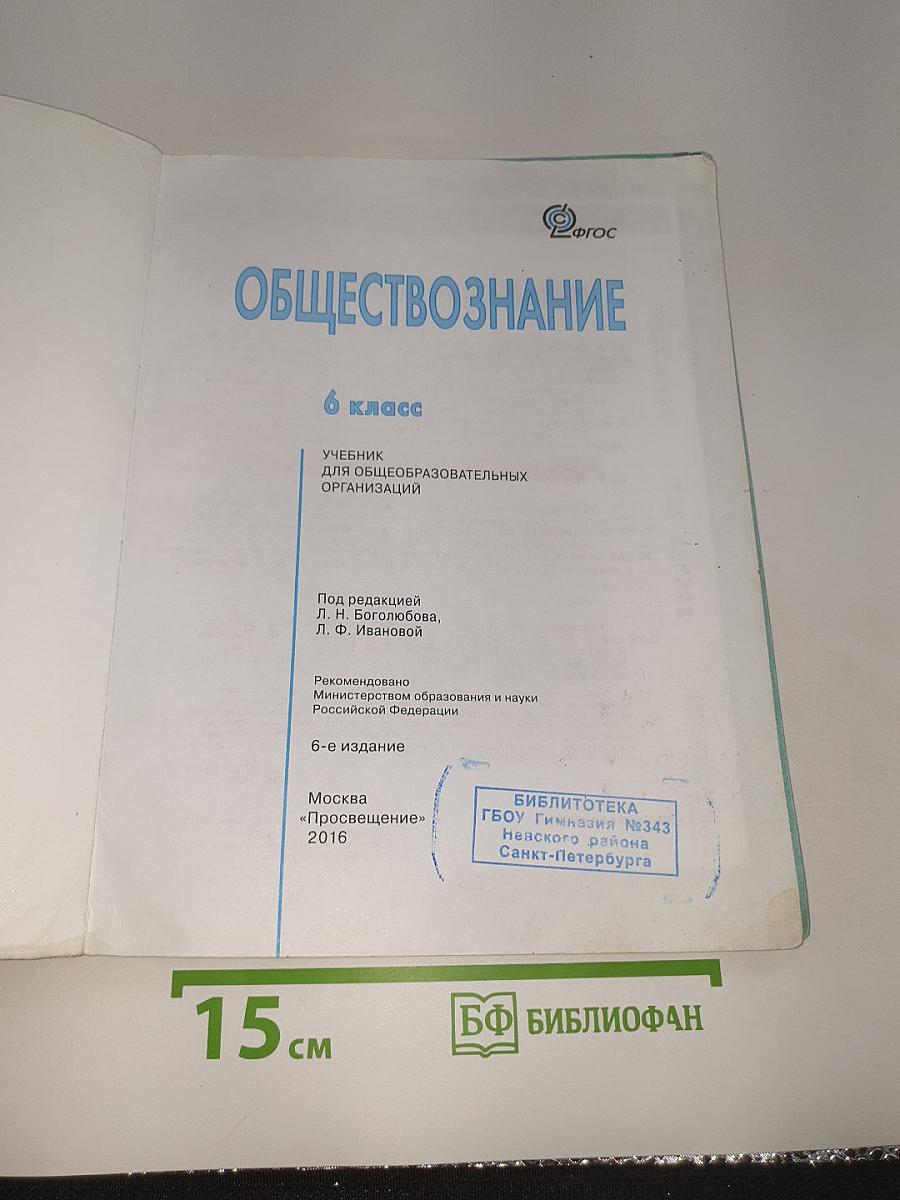 ФГОС
ОБЩЕСТВОЗНАНИЕ
6 класс
УЧЕБНИК
ДЛЯ ОБЩЕОБРАЗОВАТЕЛЬНЫХ
ОРГАНИЗАЦИЙ
Под редакцией
Л. Н. Боголюбова,
Л. Ф. Ивановой
Рекомендовано
Министерством образования и науки
Российской Федерации
6-е издание
Москва
«Просвещение»
2016
БИБЛИТОТЕКА
ГБОУ Гимназия №343
Невского района
Санкт-Петербурга
15 см
БФ БИБЛИОФАН